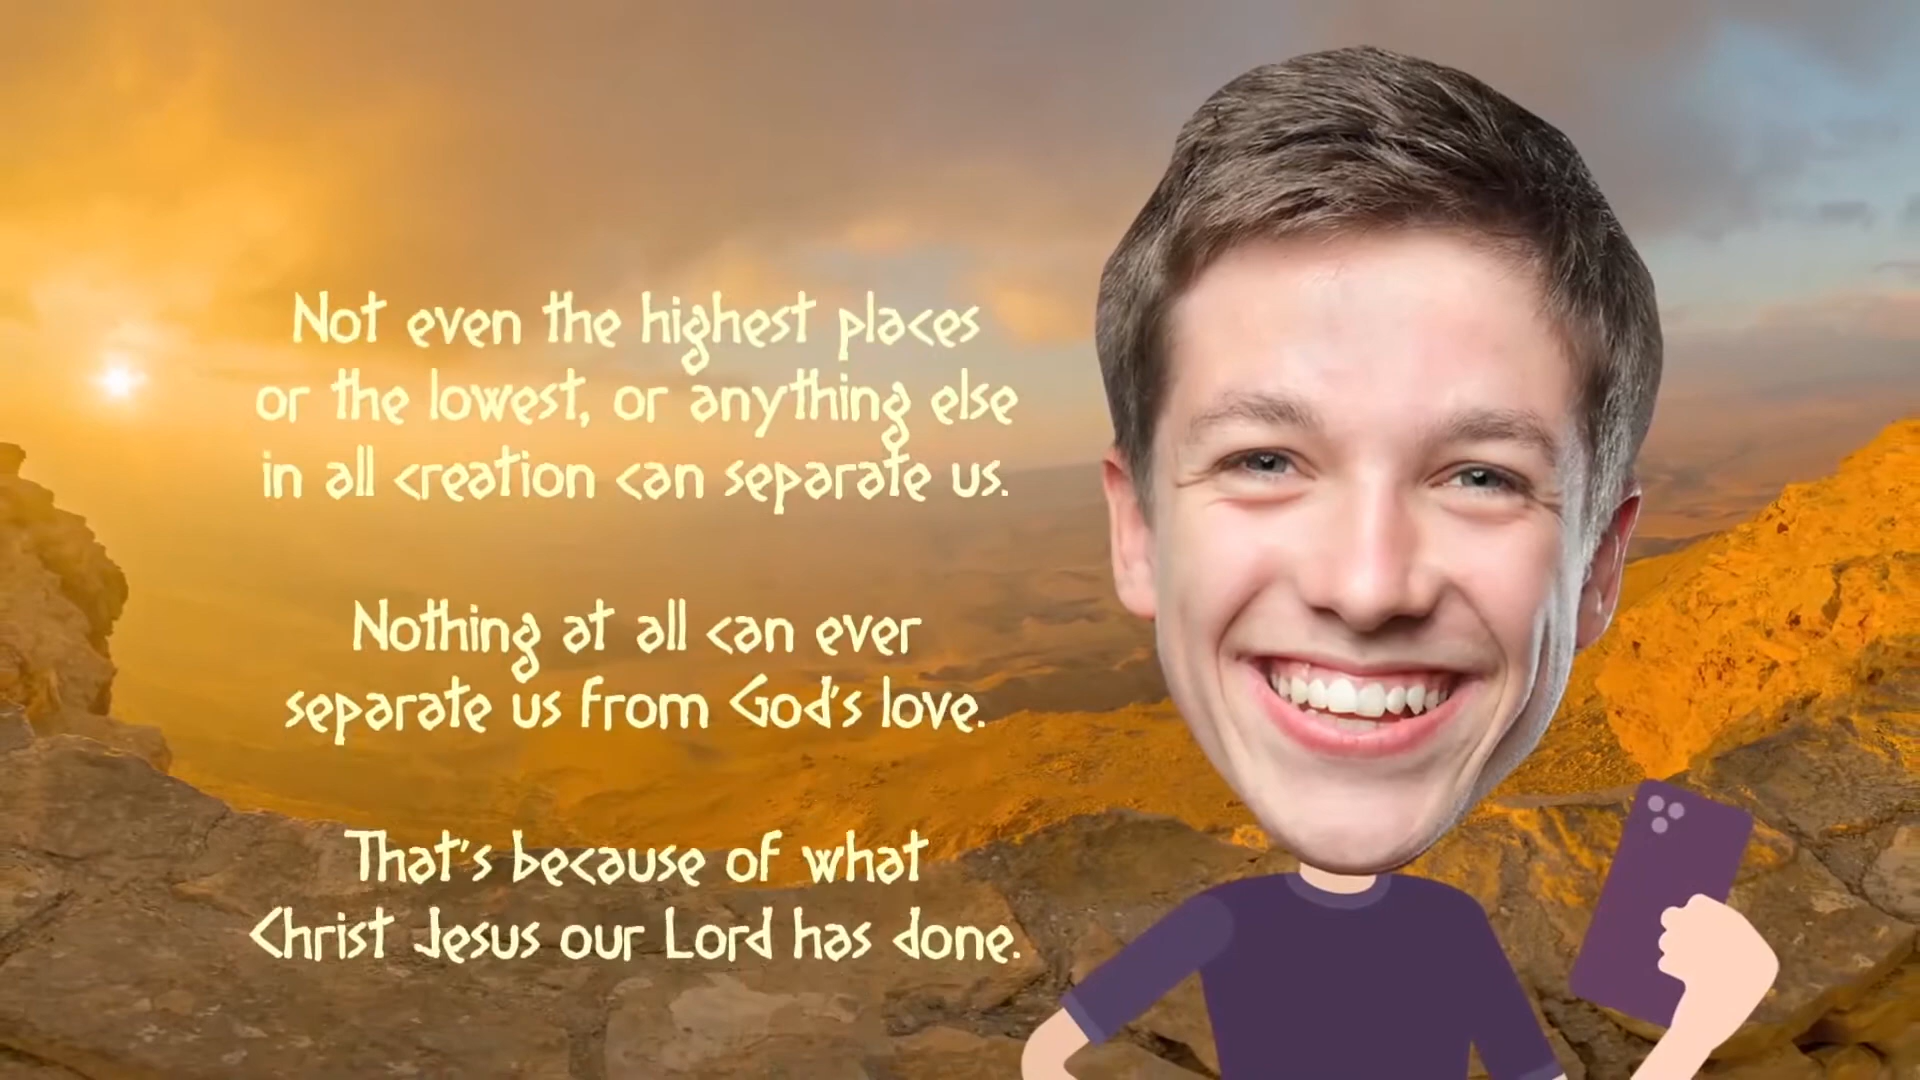 Not even the highest places
or the lowest, or anything else
in all creation can separate us.
Nothing at all can ever
separate us from God's love.
That's because of what
Christ Jesus our Lord has done.